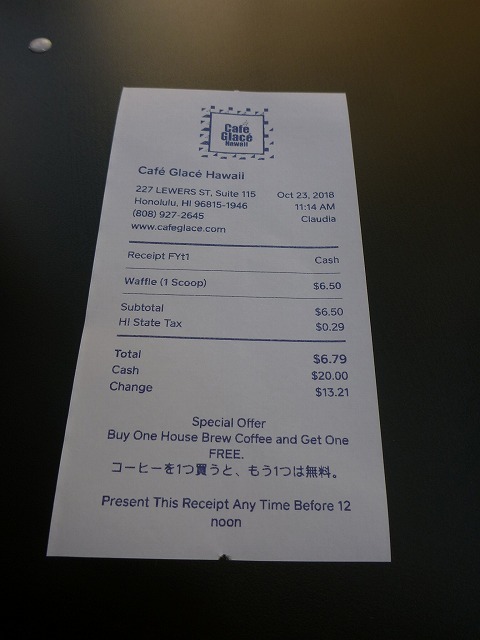 Café
Glacé
Hawaii
Café Glacé Hawaii
227 LEWERS ST, Suite 115 Oct 23, 2018
Honolulu, HI 96815-1946 11:14 AM
(808) 927-2645 Claudia
www.cafeglace.com
Receipt FYt1 Cash
Waffle (1 Scoop) $6.50
Subtotal $6.50
HI State Tax $0.29
Total $6.79
Cash $20.00
Change $13.21
Special Offer
Buy One House Brew Coffee and Get One
FREE.
コーヒーを1つ買うと、もう1つは無料。
Present This Receipt Any Time Before 12
noon